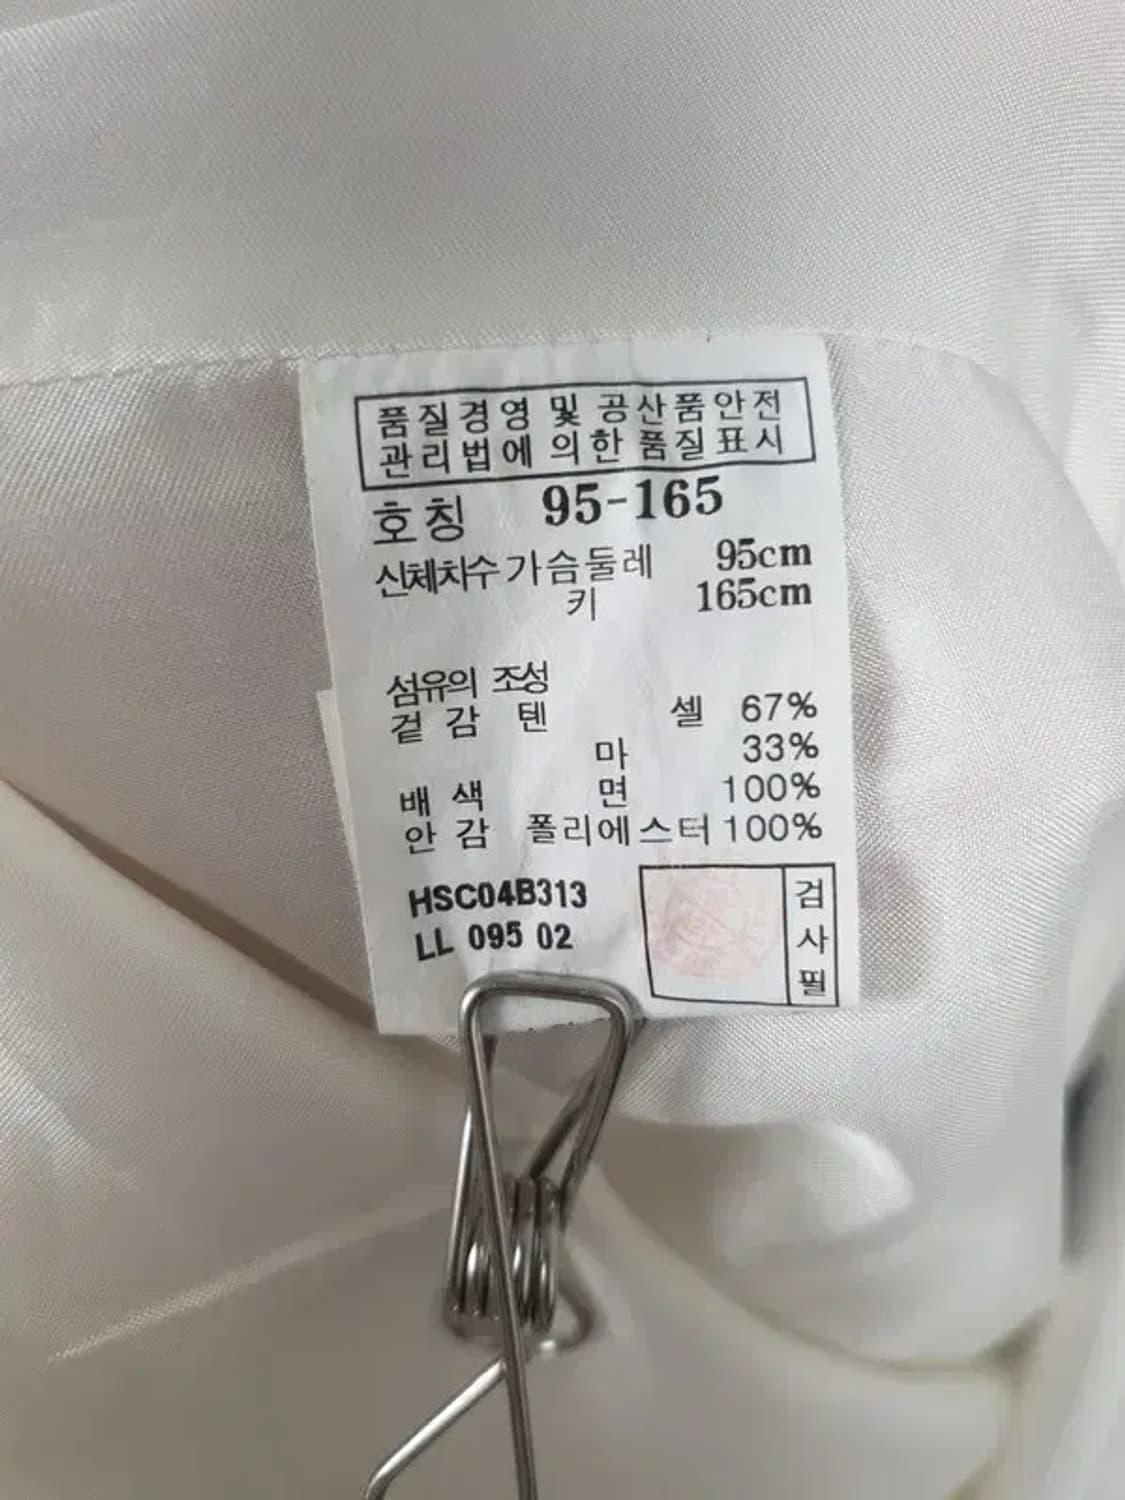 품질경영 및 공산품안전
관리법에 의한 품질표시
호칭 95-165
신체차수 가슴둘레 95cm
키 165cm
섬유의 조성
겉감 텐셀 67%
마 33%
배색 면 100%
안감 폴리에스터 100%
HSC04B313
LL 095 02
검사필